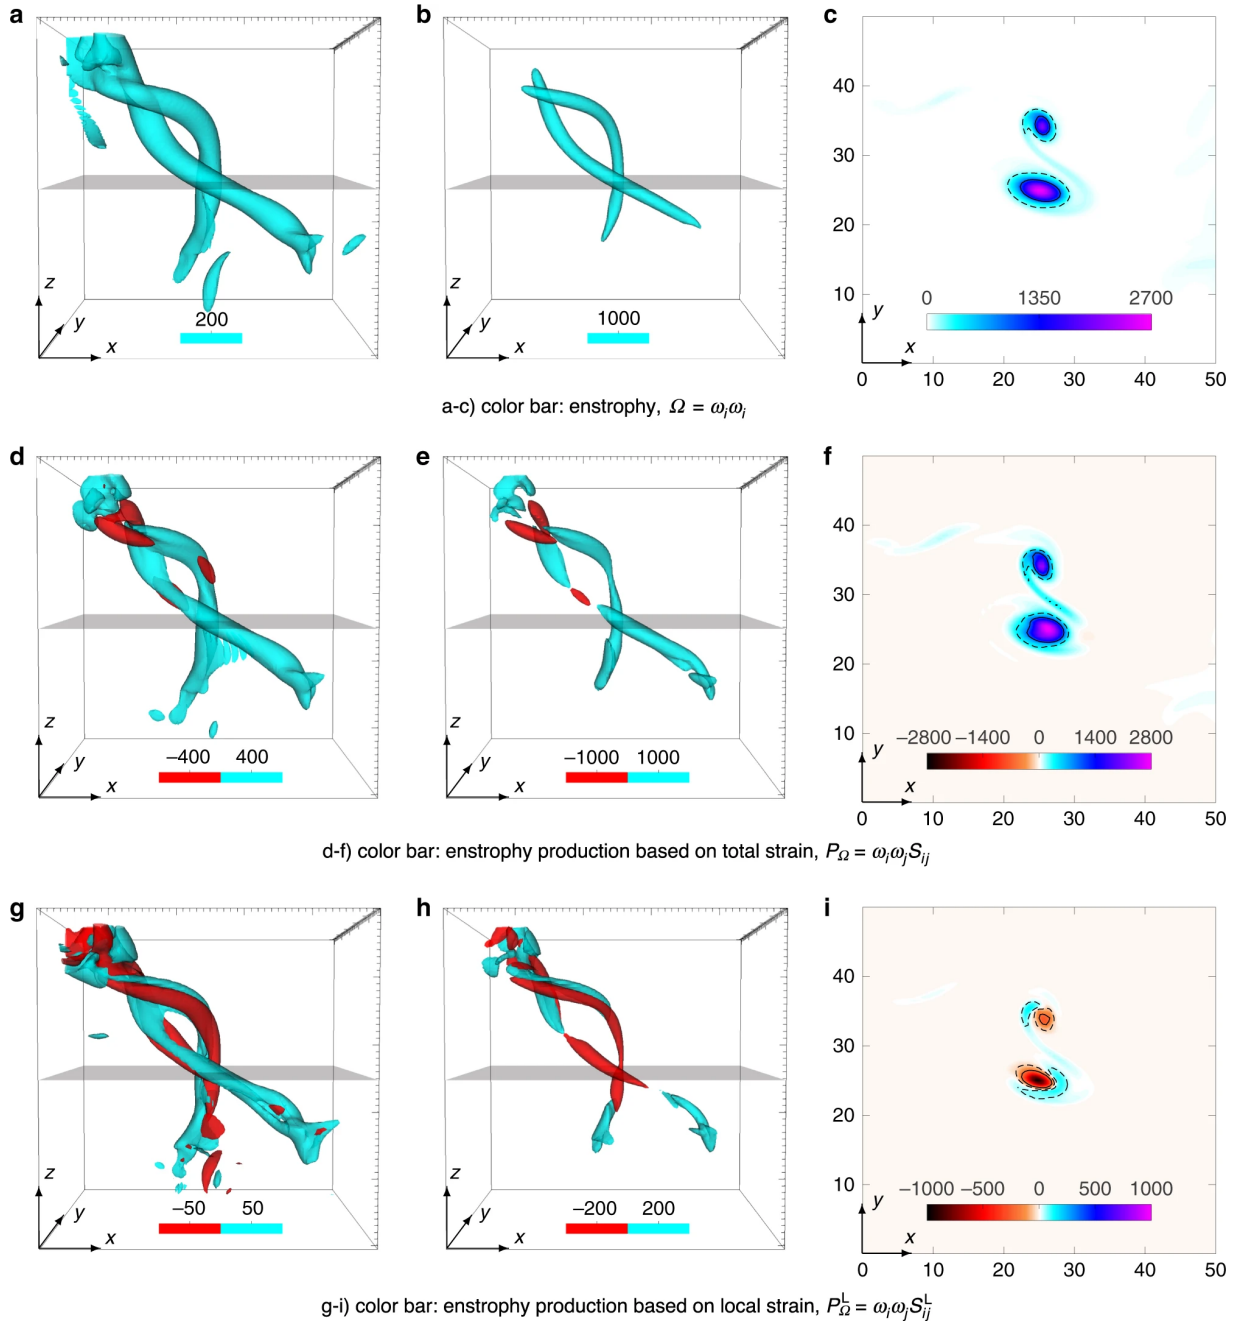 a
z
y
x
200
b
z
y
x
1000
c
40
30
20
10
0 1350 2700
y
x
0 10 20 30 40 50
a-c) color bar: enstrophy, Ω = ωᵢωᵢ
d
z
y
x
−400 400
e
z
y
x
−1000 1000
f
40
30
20
10
−2800 −1400 0 1400 2800
y
x
0 10 20 30 40 50
d-f) color bar: enstrophy production based on total strain, P_Ω = ωᵢωⱼSᵢⱼ
g
z
y
x
−50 50
h
z
y
x
−200 200
i
40
30
20
10
−1000 −500 0 500 1000
y
x
0 10 20 30 40 50
g-i) color bar: enstrophy production based on local strain, P_Ω^L = ωᵢωⱼSᵢⱼ^L